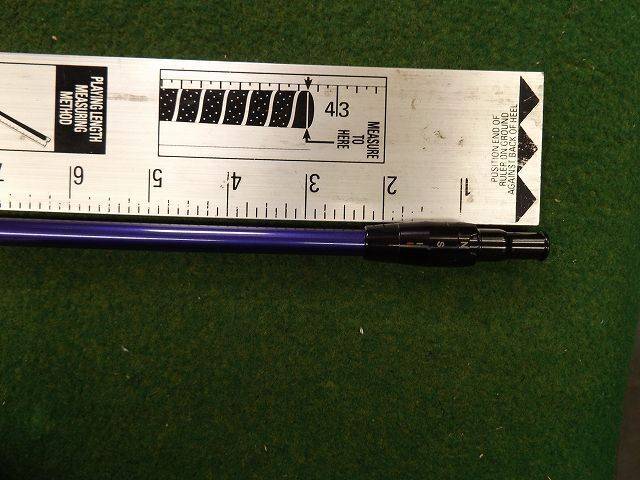 PLAYING LENGTH
MEASURING
METHOD
43
MEASURE
TO
HERE
POSITION END OF
RULER ON GROUND
AGAINST BACK OF HEEL
7
6
5
4
3
2
1
N
S